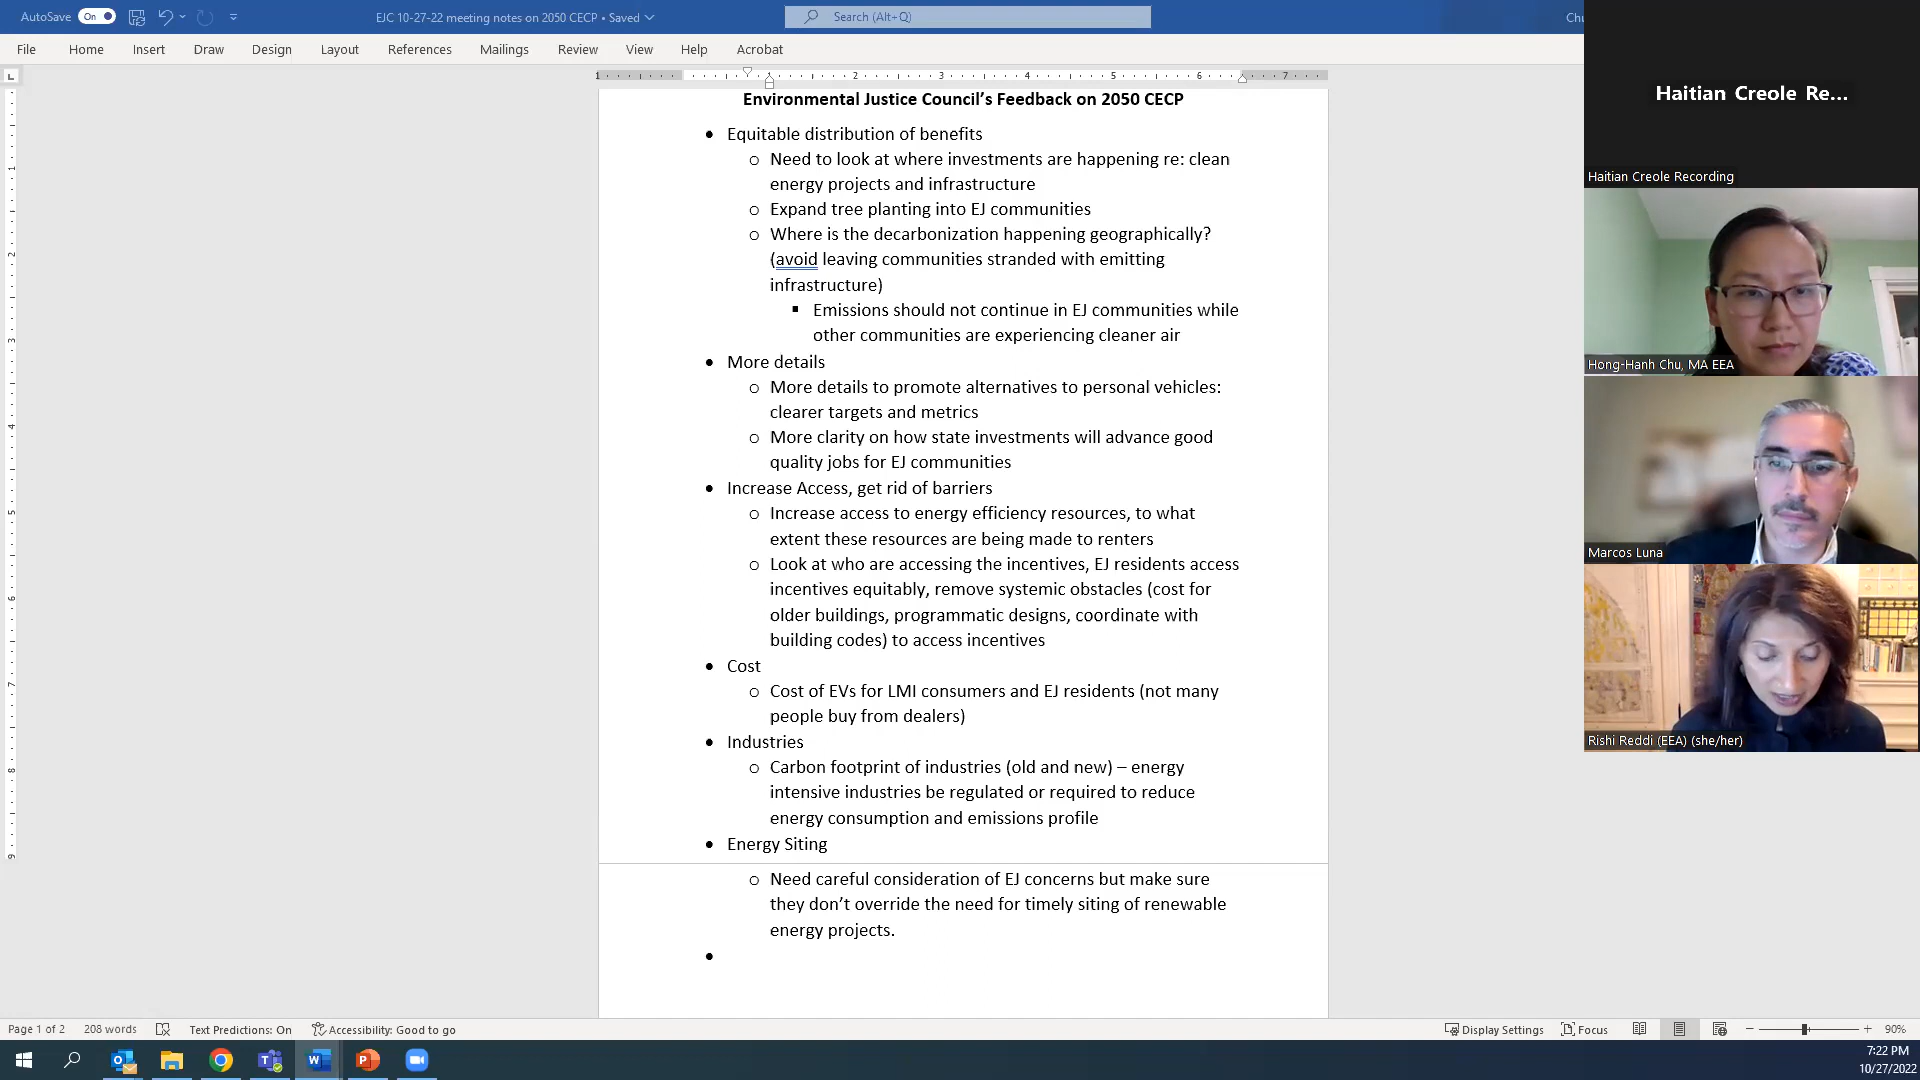 AutoSave On EJC 10-27-22 meeting notes on 2050 CECP • Saved Search (Alt+Q) Chu
File Home Insert Draw Design Layout References Mailings Review View Help Acrobat
1 1 2 3 4 5 6 7
Environmental Justice Council's Feedback on 2050 CECP
• Equitable distribution of benefits
o Need to look at where investments are happening re: clean
energy projects and infrastructure
o Expand tree planting into EJ communities
o Where is the decarbonization happening geographically?
(avoid leaving communities stranded with emitting
infrastructure)
▪ Emissions should not continue in EJ communities while
other communities are experiencing cleaner air
• More details
o More details to promote alternatives to personal vehicles:
clearer targets and metrics
o More clarity on how state investments will advance good
quality jobs for EJ communities
• Increase Access, get rid of barriers
o Increase access to energy efficiency resources, to what
extent these resources are being made to renters
o Look at who are accessing the incentives, EJ residents access
incentives equitably, remove systemic obstacles (cost for
older buildings, programmatic designs, coordinate with
building codes) to access incentives
• Cost
o Cost of EVs for LMI consumers and EJ residents (not many
people buy from dealers)
• Industries
o Carbon footprint of industries (old and new) – energy
intensive industries be regulated or required to reduce
energy consumption and emissions profile
• Energy Siting
o Need careful consideration of EJ concerns but make sure
they don't override the need for timely siting of renewable
energy projects.
•
Haitian Creole Re...
Haitian Creole Recording
Hong-Hanh Chu, MA EEA
Marcos Luna
Rishi Reddi (EEA) (she/her)
Page 1 of 2 208 words Text Predictions: On Accessibility: Good to go Display Settings Focus 90%
7:22 PM
10/27/2022